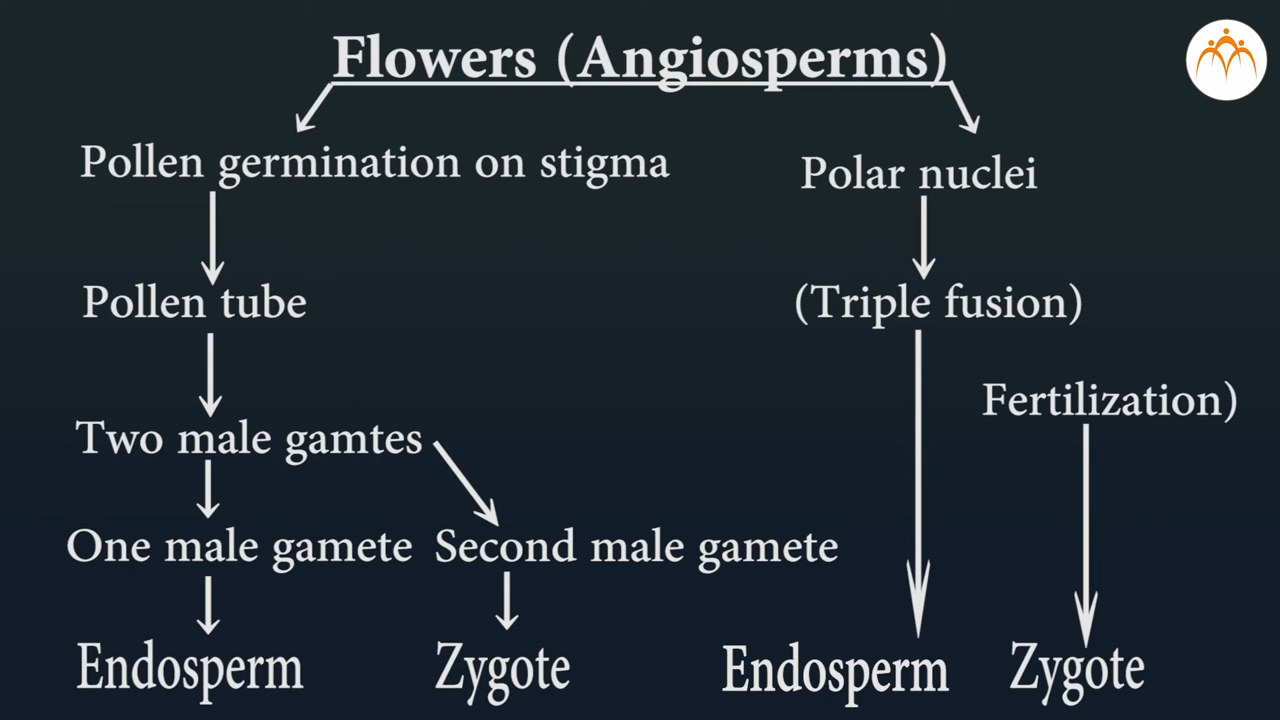 Flowers (Angiosperms)
Pollen germination on stigma
Polar nuclei
Pollen tube
(Triple fusion)
Fertilization)
Two male gamtes
One male gamete
Second male gamete
Endosperm
Zygote
Endosperm
Zygote